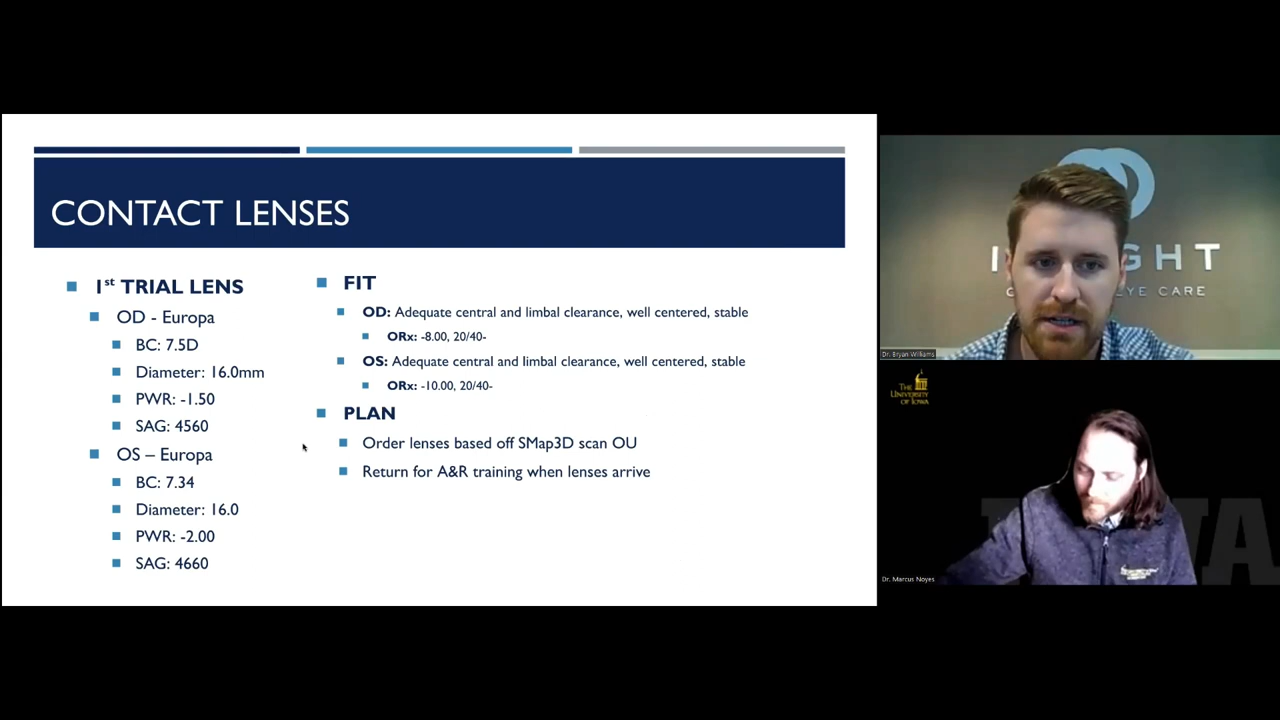 CONTACT LENSES
1st TRIAL LENS
OD - Europa
BC: 7.5D
Diameter: 16.0mm
PWR: -1.50
SAG: 4560
OS – Europa
BC: 7.34
Diameter: 16.0
PWR: -2.00
SAG: 4660
FIT
OD: Adequate central and limbal clearance, well centered, stable
ORx: -8.00, 20/40-
OS: Adequate central and limbal clearance, well centered, stable
ORx: -10.00, 20/40-
PLAN
Order lenses based off SMap3D scan OU
Return for A&R training when lenses arrive
GHT
EYE CARE
Dr. Bryan Williams
THE
UNIVERSITY
OF IOWA
Dr. Marcus Noyes